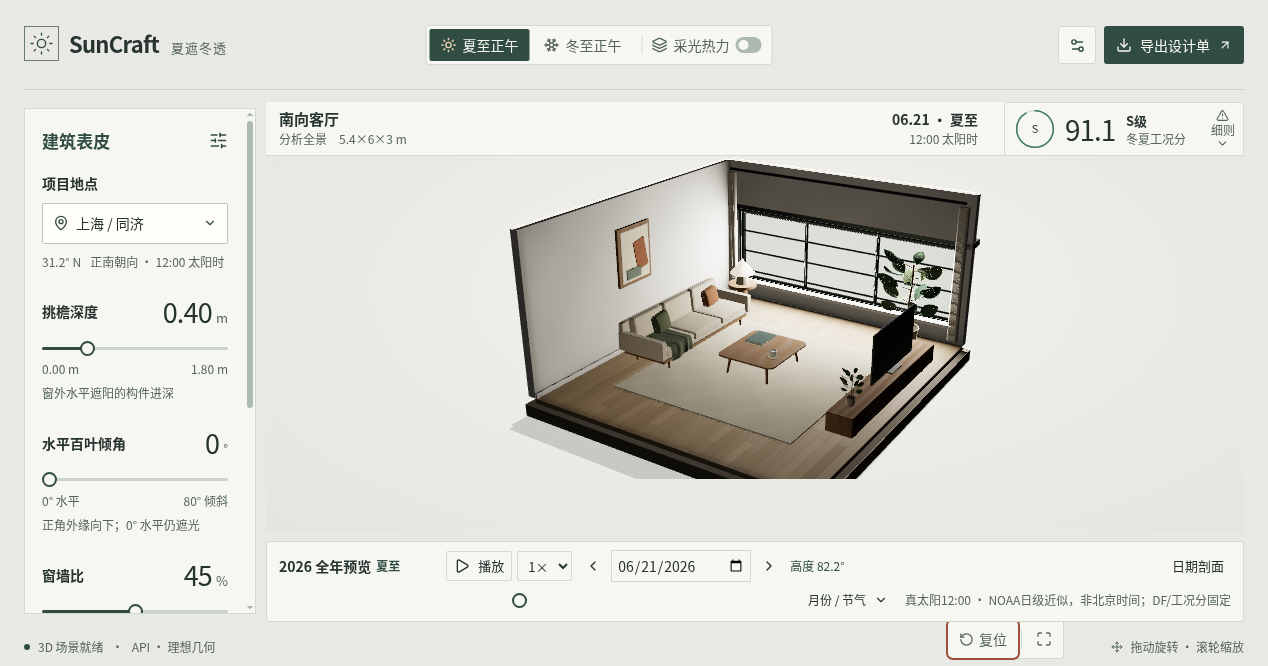 SunCraft 夏遮冬透
夏至正午 冬至正午 采光热力
导出设计单
建筑表皮
项目地点
上海 / 同济
31.2° N 正南朝向 · 12:00 太阳时
挑檐深度 0.40 m
0.00 m 1.80 m
窗外水平遮阳的构件进深
水平百叶倾角 0 °
0° 水平 80° 倾斜
正角外缘向下；0° 水平仍遮光
窗墙比 45 %
南向客厅
分析全景 5.4×6×3 m
06.21 · 夏至
12:00 太阳时
S 91.1 S级
冬夏工况分
细则
2026 全年预览 夏至 播放 1× 06/21/2026 高度 82.2° 日期剖面
月份 / 节气 真太阳12:00 · NOAA日级近似，非北京时间；DF/工况分固定
3D 场景就绪 · API · 理想几何
复位
拖动旋转 · 滚轮缩放